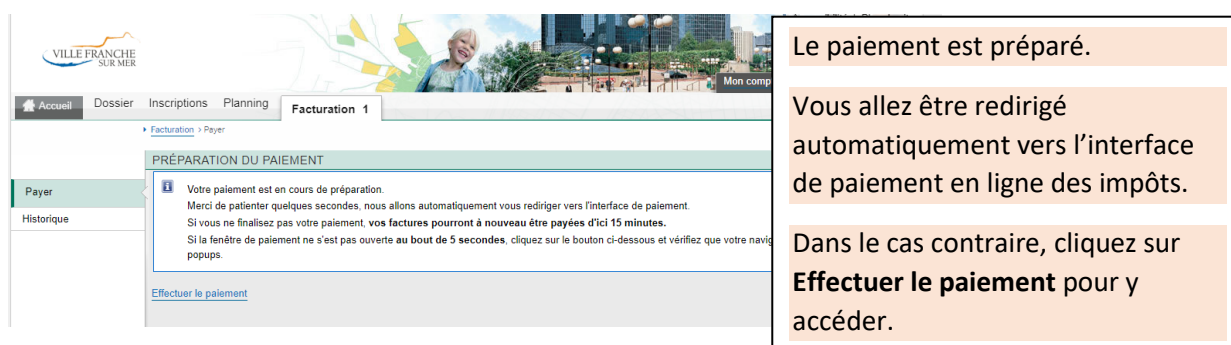 VILLE FRANCHE
SUR MER
Mon comp
Accueil Dossier Inscriptions Planning Facturation 1
Facturation > Payer
PRÉPARATION DU PAIEMENT
Payer
Historique
Votre paiement est en cours de préparation.
Merci de patienter quelques secondes, nous allons automatiquement vous rediriger vers l'interface de paiement.
Si vous ne finalisez pas votre paiement, vos factures pourront à nouveau être payées d'ici 15 minutes.
Si la fenêtre de paiement ne s'est pas ouverte au bout de 5 secondes, cliquez sur le bouton ci-dessous et vérifiez que votre navig
popups.
Effectuer le paiement
Le paiement est préparé.
Vous allez être redirigé
automatiquement vers l'interface
de paiement en ligne des impôts.
Dans le cas contraire, cliquez sur
Effectuer le paiement pour y
accéder.